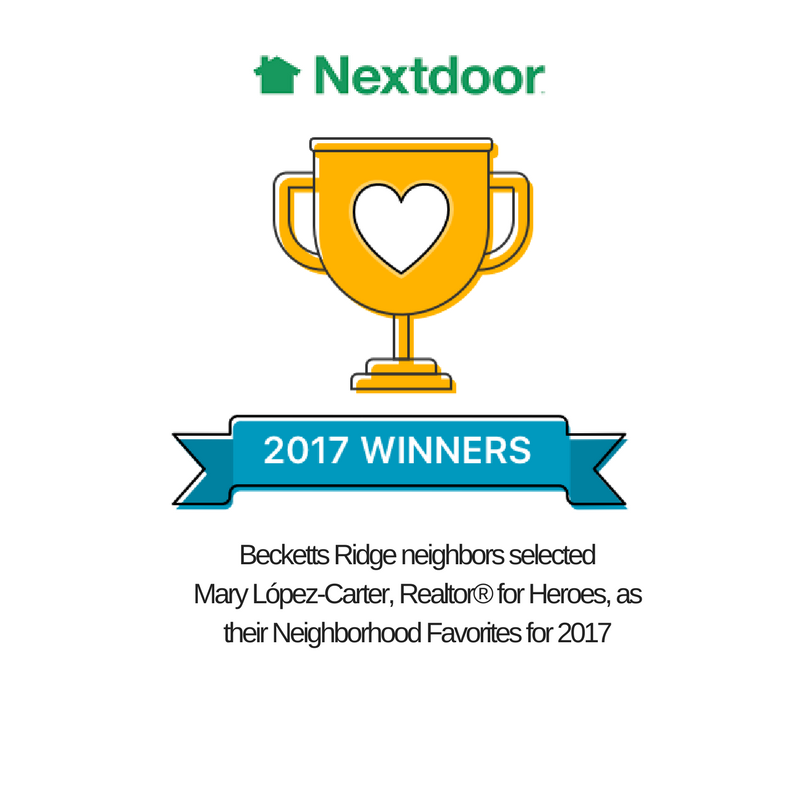 Nextdoor
2017 WINNERS
Becketts Ridge neighbors selected
Mary López-Carter, Realtor® for Heroes, as
their Neighborhood Favorites for 2017